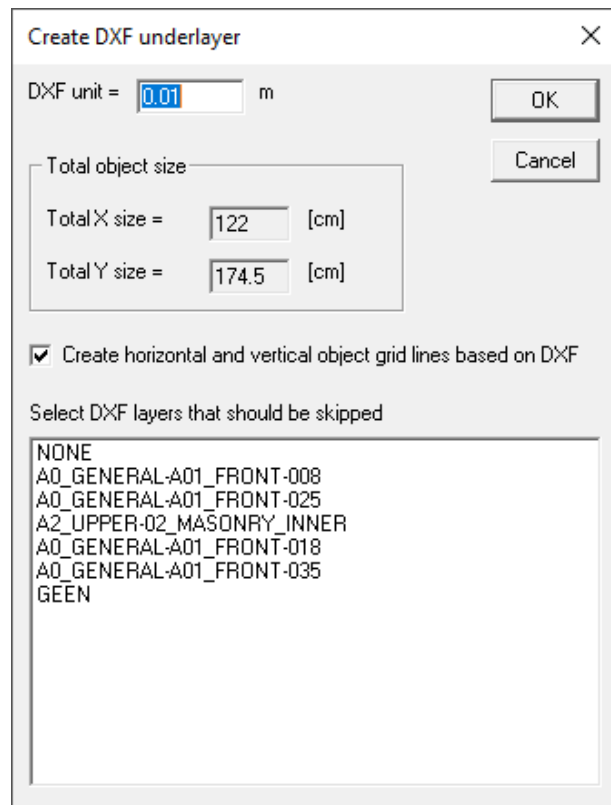 Create DXF underlayer
DXF unit = 0.01 m
OK
Cancel
Total object size
Total X size = 122 [cm]
Total Y size = 174.5 [cm]
Create horizontal and vertical object grid lines based on DXF
Select DXF layers that should be skipped
NONE
A0_GENERAL-A01_FRONT-008
A0_GENERAL-A01_FRONT-025
A2_UPPER-02_MASONRY_INNER
A0_GENERAL-A01_FRONT-018
A0_GENERAL-A01_FRONT-035
GEEN